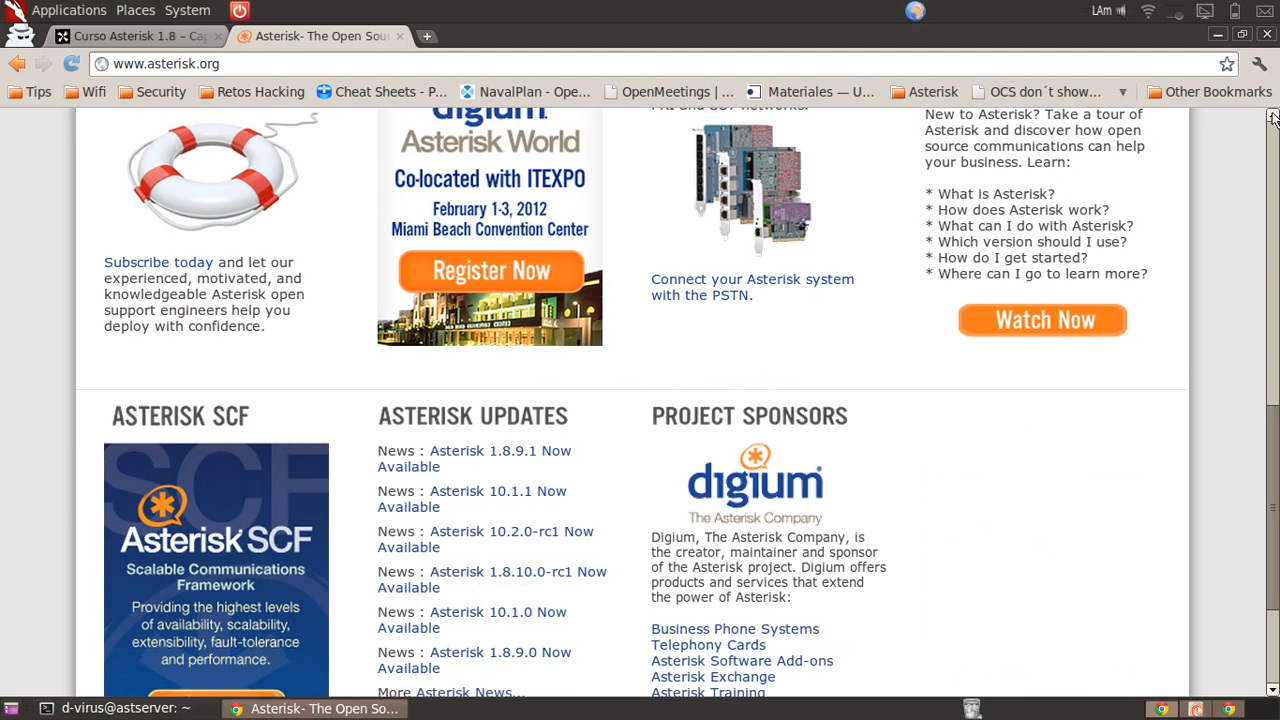 Applications Places System LAm
Curso Asterisk 1.8 – Cap Asterisk- The Open Sour
www.asterisk.org
Tips Wifi Security Retos Hacking Cheat Sheets - P... NavalPlan - Ope... OpenMeetings | ... Materiales — U... Asterisk OCS don´t show... Other Bookmarks
digium
Asterisk World
Co-located with ITEXPO
February 1-3, 2012
Miami Beach Convention Center
Register Now
New to Asterisk? Take a tour of
Asterisk and discover how open
source communications can help
your business. Learn:
* What is Asterisk?
* How does Asterisk work?
* What can I do with Asterisk?
* Which version should I use?
* How do I get started?
* Where can I go to learn more?
Watch Now
Subscribe today and let our
experienced, motivated, and
knowledgeable Asterisk open
support engineers help you
deploy with confidence.
Connect your Asterisk system
with the PSTN.
ASTERISK SCF
SCF
Asterisk SCF
Scalable Communications
Framework
Providing the highest levels
of availability, scalability,
extensibility, fault-tolerance
and performance.
ASTERISK UPDATES
News : Asterisk 1.8.9.1 Now
Available
News : Asterisk 10.1.1 Now
Available
News : Asterisk 10.2.0-rc1 Now
Available
News : Asterisk 1.8.10.0-rc1 Now
Available
News : Asterisk 10.1.0 Now
Available
News : Asterisk 1.8.9.0 Now
Available
More Asterisk News...
PROJECT SPONSORS
digium
The Asterisk Company
Digium, The Asterisk Company, is
the creator, maintainer and sponsor
of the Asterisk project. Digium offers
products and services that extend
the power of Asterisk:
Business Phone Systems
Telephony Cards
Asterisk Software Add-ons
Asterisk Exchange
Asterisk Training
d-virus@astserver: ~ Asterisk- The Open So...